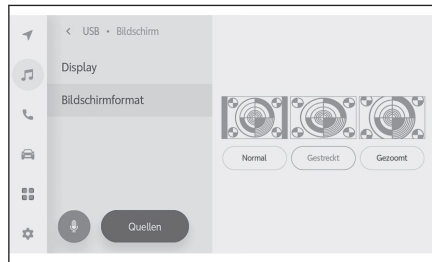 < USB • Bildschirm
Display
Bildschirmformat
Normal Gestreckt Gezoomt
Quellen